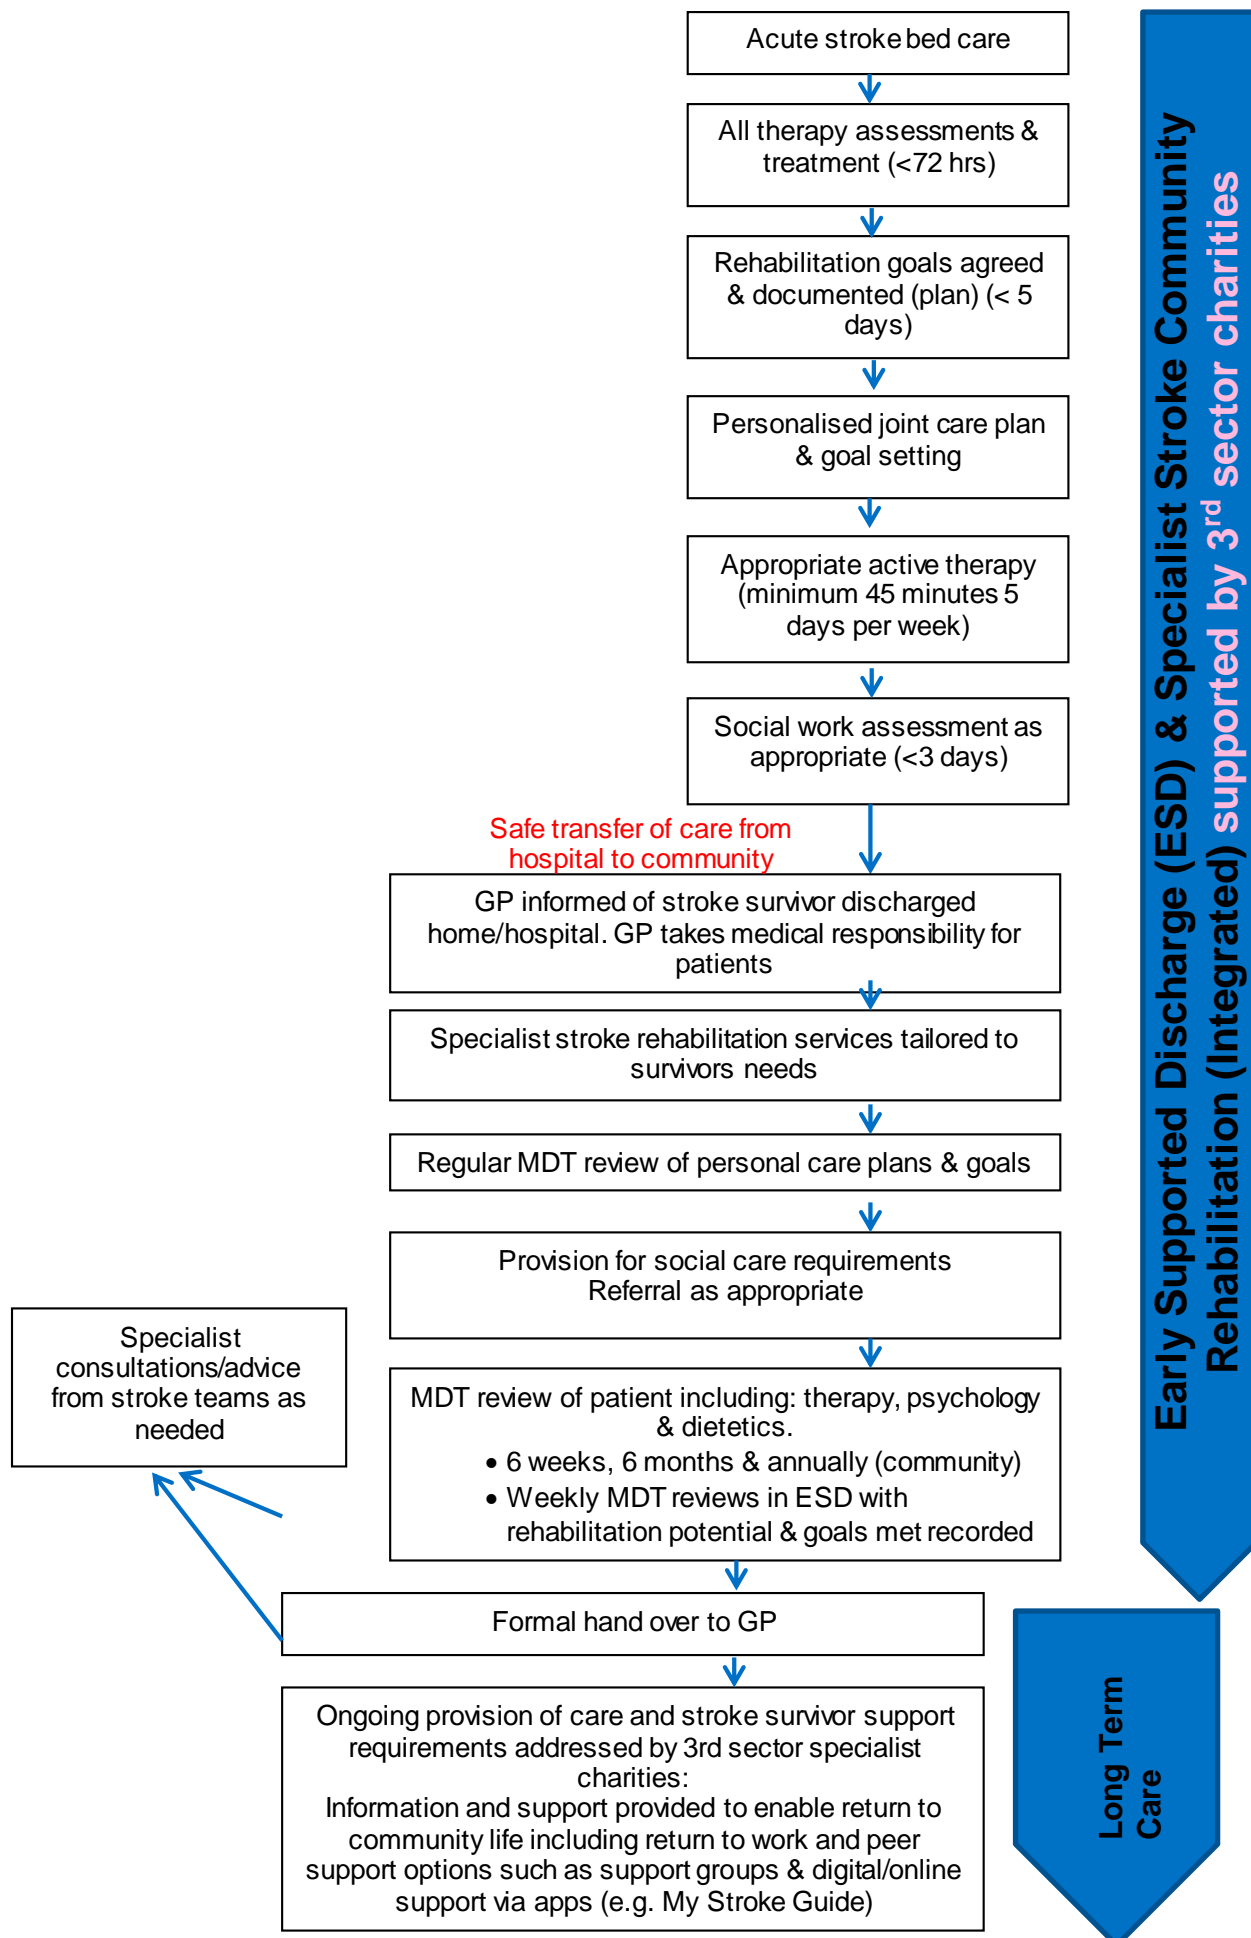 Acute stroke bed care
All therapy assessments &
treatment (<72 hrs)
Rehabilitation goals agreed
& documented (plan) (< 5
days)
Personalised joint care plan
& goal setting
Appropriate active therapy
(minimum 45 minutes 5
days per week)
Social work assessment as
appropriate (<3 days)
Safe transfer of care from
hospital to community
GP informed of stroke survivor discharged
home/hospital. GP takes medical responsibility for
patients
Specialist stroke rehabilitation services tailored to
survivors needs
Regular MDT review of personal care plans & goals
Provision for social care requirements
Referral as appropriate
Specialist
consultations/advice
from stroke teams as
needed
MDT review of patient including: therapy, psychology
& dietetics.
• 6 weeks, 6 months & annually (community)
• Weekly MDT reviews in ESD with
rehabilitation potential & goals met recorded
Formal hand over to GP
Ongoing provision of care and stroke survivor support
requirements addressed by 3rd sector specialist
charities:
Information and support provided to enable return to
community life including return to work and peer
support options such as support groups & digital/online
support via apps (e.g. My Stroke Guide)
Early Supported Discharge (ESD) & Specialist Stroke Community
Rehabilitation (Integrated) supported by 3rd sector charities
Long Term
Care